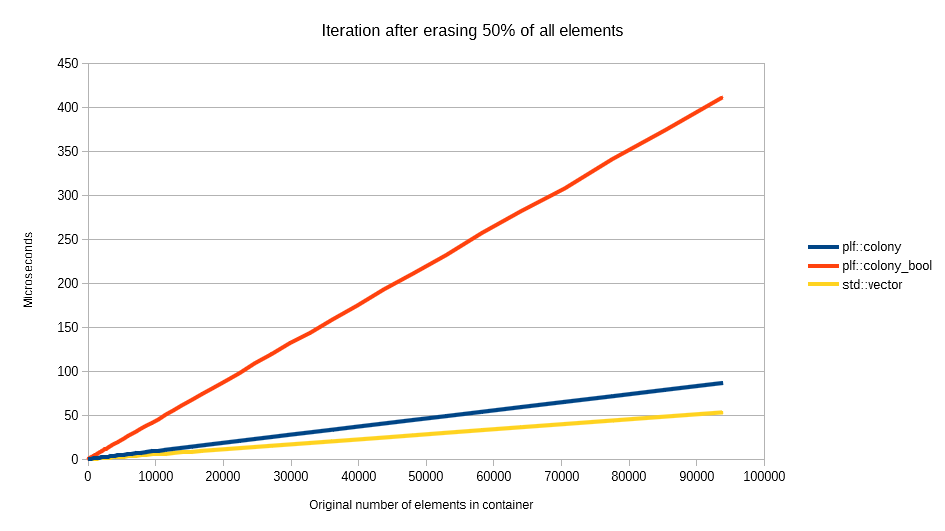 Iteration after erasing 50% of all elements
450
400
350
300
250
200
150
100
50
0
Microseconds
0 10000 20000 30000 40000 50000 60000 70000 80000 90000 100000
Original number of elements in container
plf::colony
plf::colony_bool
std::vector